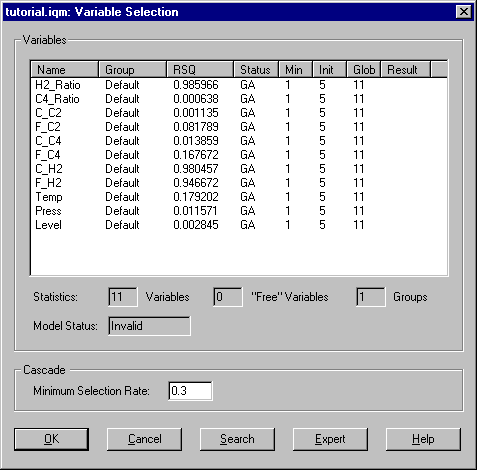 tutorial.iqm: Variable Selection
Variables
Name Group RSQ Status Min Init Glob Result
H2_Ratio Default 0.985966 GA 1 5 11
C4_Ratio Default 0.000638 GA 1 5 11
C_C2 Default 0.001135 GA 1 5 11
F_C2 Default 0.081789 GA 1 5 11
C_C4 Default 0.013859 GA 1 5 11
F_C4 Default 0.167672 GA 1 5 11
C_H2 Default 0.980457 GA 1 5 11
F_H2 Default 0.946672 GA 1 5 11
Temp Default 0.179202 GA 1 5 11
Press Default 0.011571 GA 1 5 11
Level Default 0.002845 GA 1 5 11
Statistics: 11 Variables 0 "Free" Variables 1 Groups
Model Status: Invalid
Cascade
Minimum Selection Rate: 0.3
OK Cancel Search Expert Help